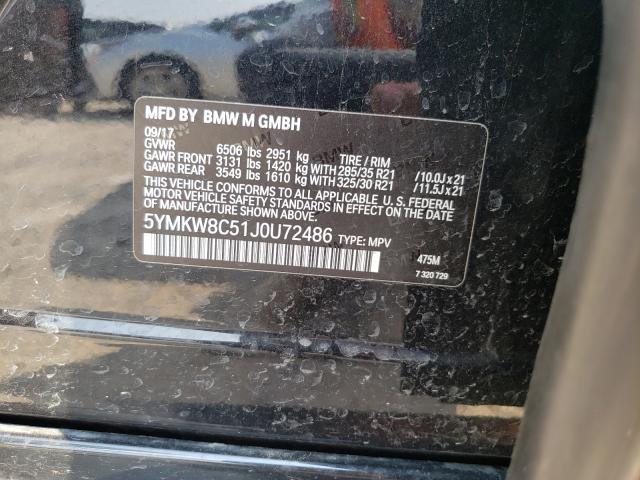 MFD BY BMW M GMBH
09/17
GVWR 6506 lbs 2951 kg TIRE / RIM
GAWR FRONT 3131 lbs 1420 kg WITH 285/35 R21 /10.0J x 21
GAWR REAR 3549 lbs 1610 kg WITH 325/30 R21 /11.5J x 21
THIS VEHICLE CONFORMS TO ALL APPLICABLE U. S. FEDERAL
MOTOR VEHICLE SAFETY STANDARDS IN EFFECT ON THE DATE
OF MANUFACTURE SHOWN ABOVE.
5YMKW8C51J0U72486 TYPE: MPV
475M
7 320 729